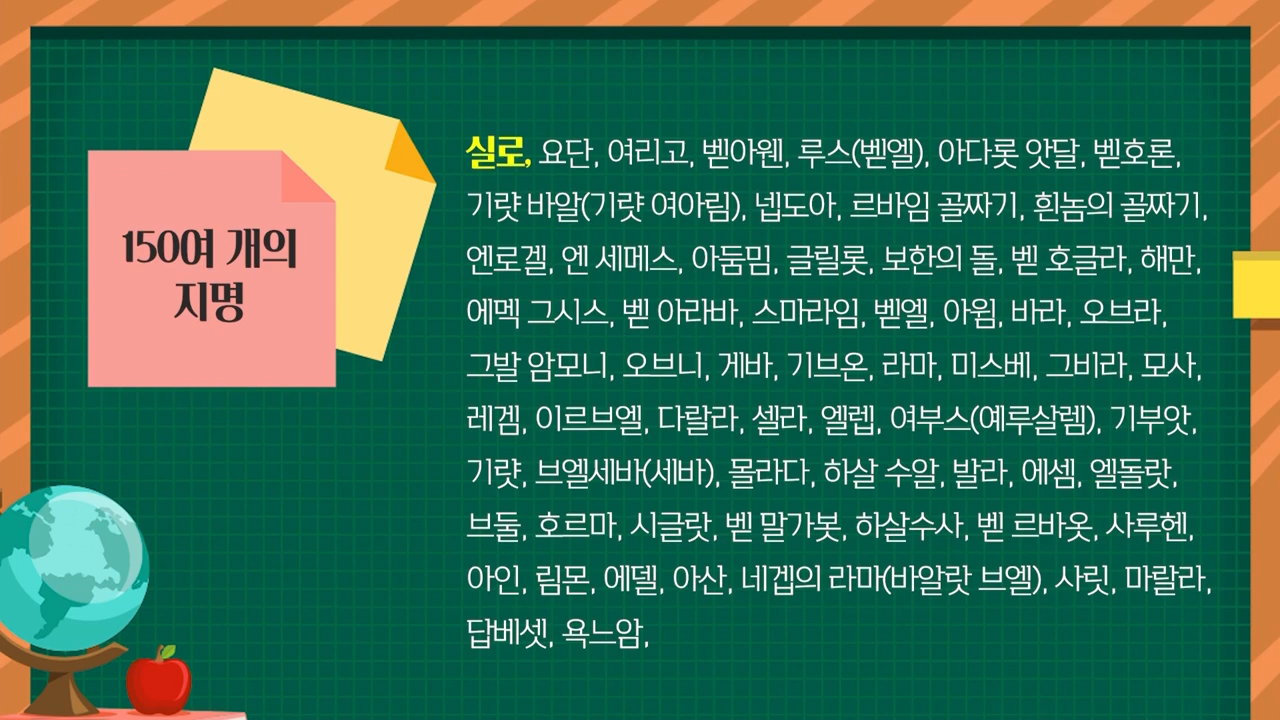 150여 개의
지명
실로, 요단, 여리고, 벧아웬, 루스(벧엘), 아다롯 앗달, 벧호론,
기럇 바알(기럇 여아림), 넵도아, 르바임 골짜기, 힌놈의 골짜기,
엔로겔, 엔 세메스, 아둠밈, 글릴롯, 보한의 돌, 벧 호글라, 해만,
에멕 그시스, 벧 아라바, 스마라임, 벧엘, 아윔, 바라, 오브라,
그발 암모니, 오브니, 게바, 기브온, 라마, 미스베, 그비라, 모사,
레겜, 이르브엘, 다랄라, 셀라, 엘렙, 여부스(예루살렘), 기부앗,
기럇, 브엘세바(세바), 몰라다, 하살 수알, 발라, 에셈, 엘돌랏,
브둘, 호르마, 시글랏, 벧 말가봇, 하살수사, 벧 르바옷, 사루헨,
아인, 림몬, 에델, 아산, 네겝의 라마(바알랏 브엘), 사릿, 마랄라,
답베셋, 욕느암,